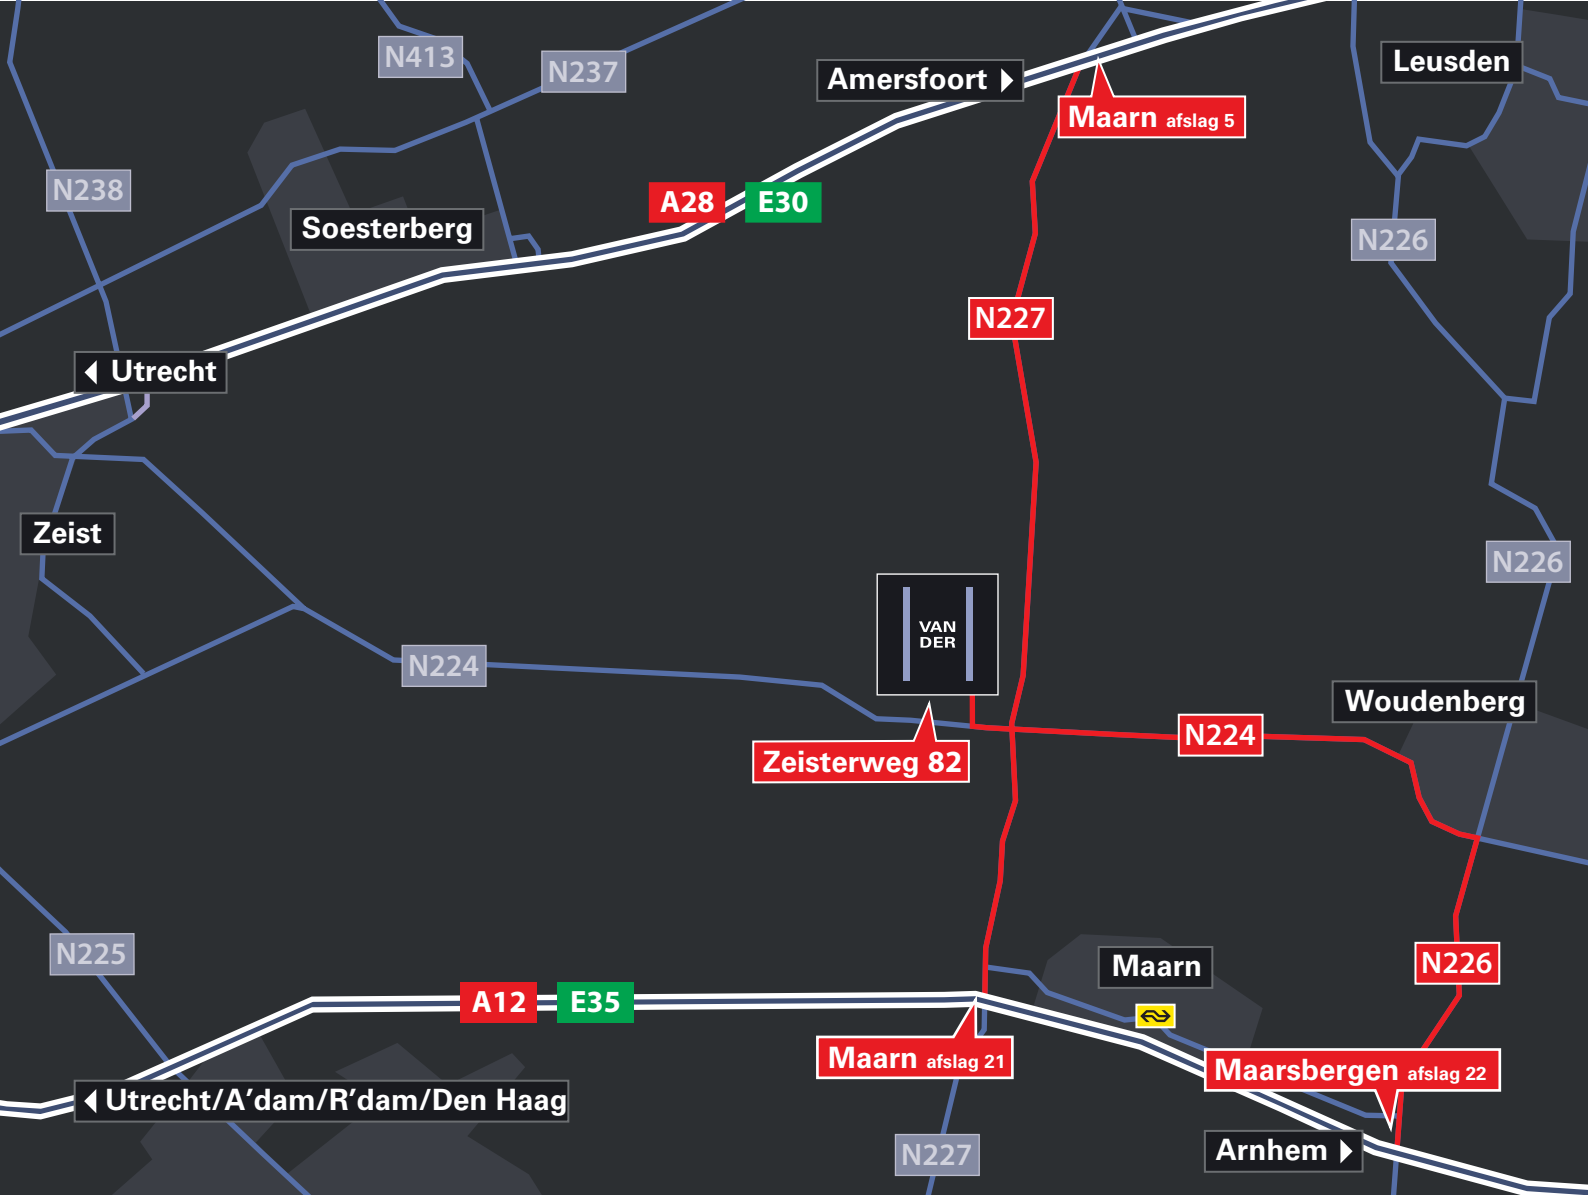 N413
N237
Amersfoort
Leusden
Maarn afslag 5
N238
A28
E30
Soesterberg
N226
N227
Utrecht
Zeist
N226
VAN
DER
N224
Woudenberg
N224
Zeisterweg 82
N225
Maarn
N226
A12
E35
Maarn afslag 21
Maarsbergen afslag 22
Utrecht/A'dam/R'dam/Den Haag
N227
Arnhem